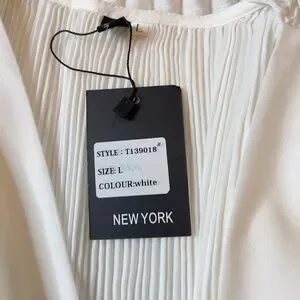 L
STYLE : T139018#
SIZE: L
COLOUR:white
NEW YORK